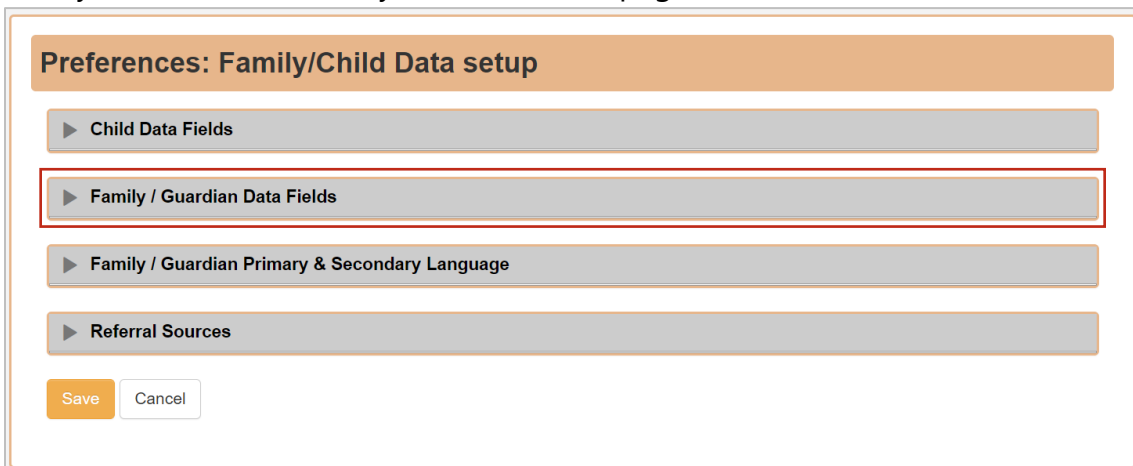 Preferences: Family/Child Data setup
Child Data Fields
Family / Guardian Data Fields
Family / Guardian Primary & Secondary Language
Referral Sources
Save Cancel